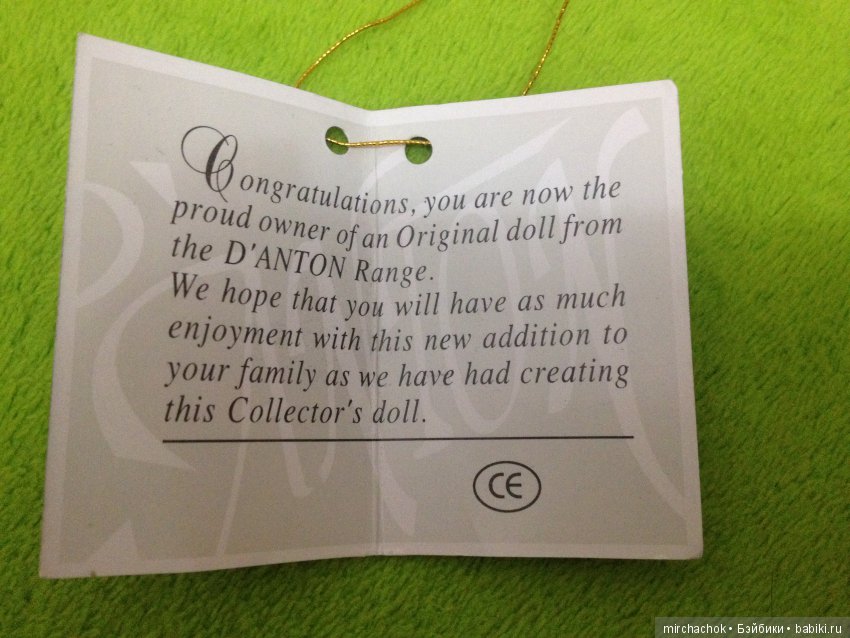 Congratulations, you are now the
proud owner of an Original doll from
the D'ANTON Range.
We hope that you will have as much
enjoyment with this new addition to
your family as we have had creating
this Collector's doll.
CE
mirchachok • Бэйбики • babiki.ru